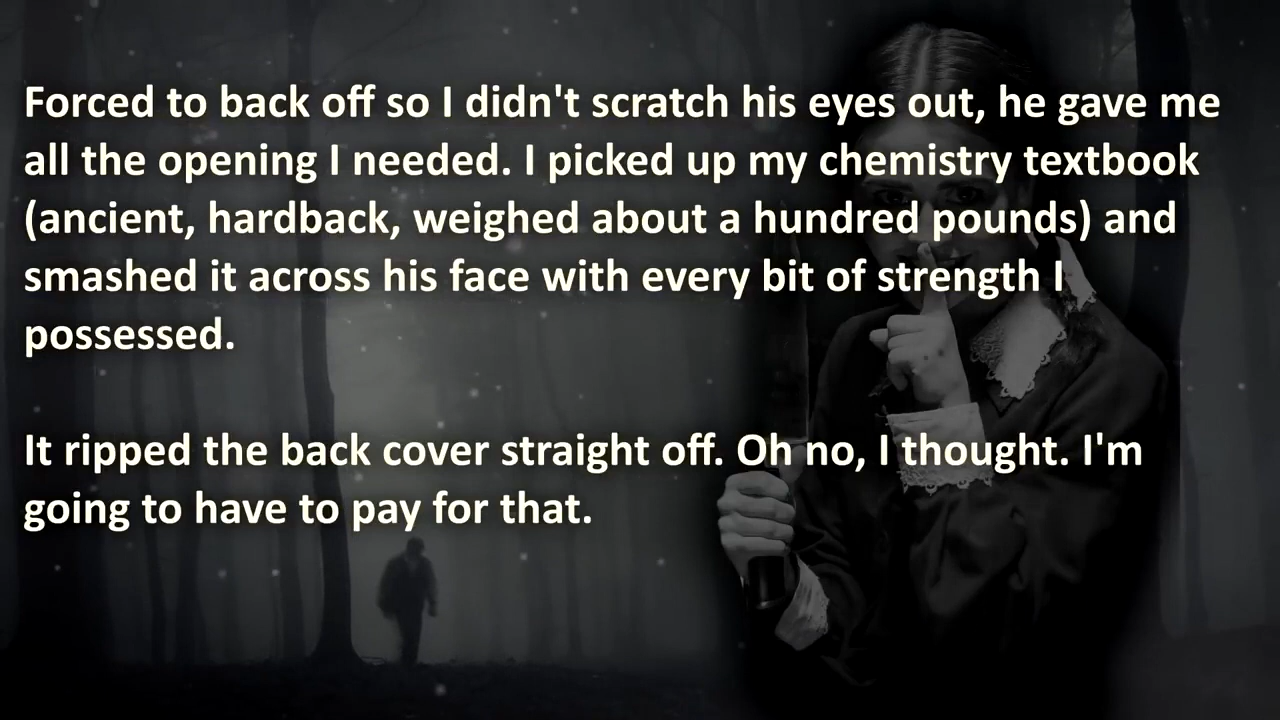 Forced to back off so I didn't scratch his eyes out, he gave me
all the opening I needed. I picked up my chemistry textbook
(ancient, hardback, weighed about a hundred pounds) and
smashed it across his face with every bit of strength I
possessed.
It ripped the back cover straight off. Oh no, I thought. I'm
going to have to pay for that.